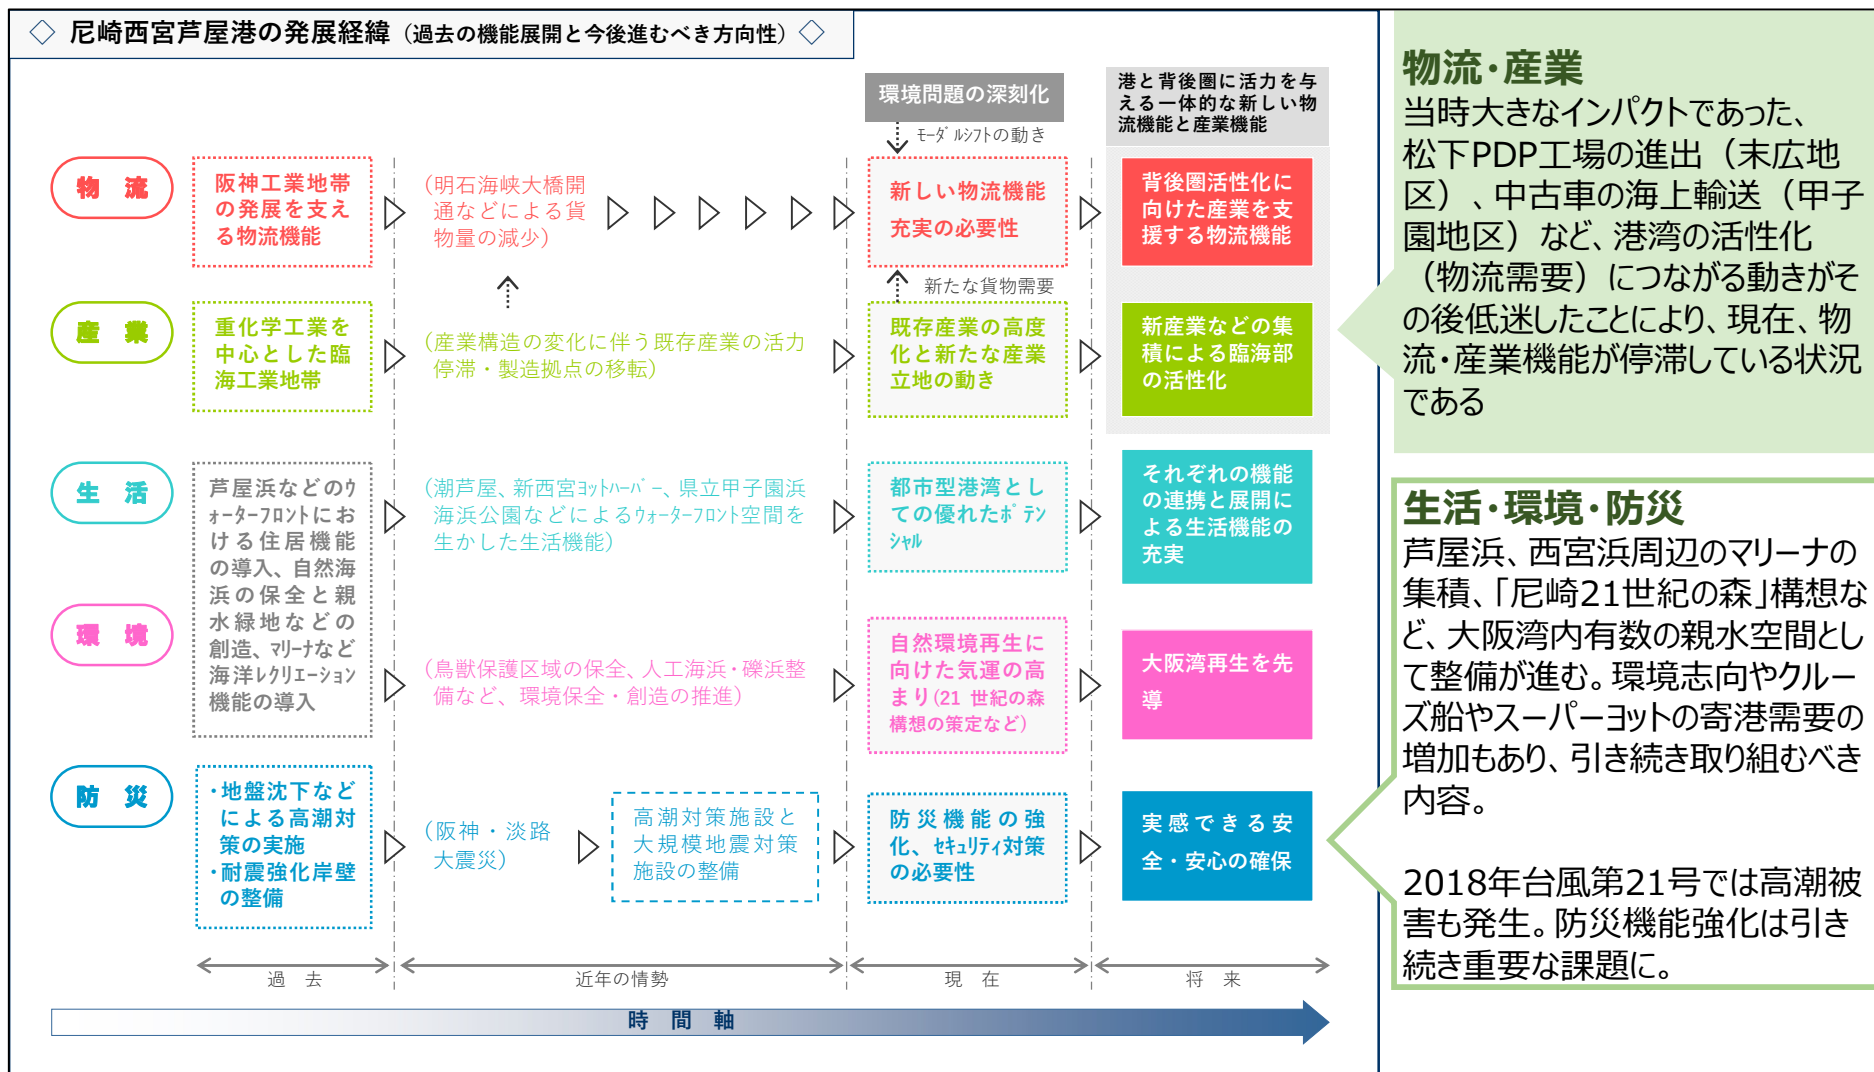 ◇ 尼崎西宮芦屋港の発展経緯（過去の機能展開と今後進むべき方向性）◇
環境問題の深刻化
モーダルシフトの動き
港と背後圏に活力を与
える一体的な新しい物
流機能と産業機能
物 流
阪神工業地帯
の発展を支え
る物流機能
（明石海峡大橋開
通などによる貨
物量の減少）
新しい物流機能
充実の必要性
背後圏活性化に
向けた産業を支
援する物流機能
新たな貨物需要
産 業
重化学工業を
中心とした臨
海工業地帯
（産業構造の変化に伴う既存産業の活力
停滞・製造拠点の移転）
既存産業の高度
化と新たな産業
立地の動き
新産業などの集
積による臨海部
の活性化
生 活
芦屋浜などのウ
ォーターフロントにお
ける住居機能
の導入、自然海
浜の保全と親
水緑地などの
創造、マリーナなど
海洋レクリエーション
機能の導入
（潮芦屋、新西宮ヨットハーバー、県立甲子園浜
海浜公園などによるウォーターフロント空間を
生かした生活機能）
都市型港湾とし
ての優れたポテン
シャル
それぞれの機能
の連携と展開に
よる生活機能の
充実
環 境
（鳥獣保護区域の保全、人工海浜・磯浜整
備など、環境保全・創造の推進）
自然環境再生に
向けた気運の高
まり(21 世紀の森
構想の策定など)
大阪湾再生を先
導
防 災
・地盤沈下など
による高潮対
策の実施
・耐震強化岸壁
の整備
（阪神・淡路
大震災）
高潮対策施設と
大規模地震対策
施設の整備
防災機能の強
化、セキュリティ対策
の必要性
実感できる安
全・安心の確保
過 去
近年の情勢
現 在
将 来
時 間 軸
物流・産業
当時大きなインパクトであった、
松下PDP工場の進出（末広地
区）、中古車の海上輸送（甲子
園地区）など、港湾の活性化
（物流需要）につながる動きがそ
の後低迷したことにより、現在、物
流・産業機能が停滞している状況
である
生活・環境・防災
芦屋浜、西宮浜周辺のマリーナの
集積、「尼崎21世紀の森」構想な
ど、大阪湾内有数の親水空間とし
て整備が進む。環境志向やクルー
ズ船やスーパーヨットの寄港需要の
増加もあり、引き続き取り組むべき
内容。
2018年台風第21号では高潮被
害も発生。防災機能強化は引き
続き重要な課題に。